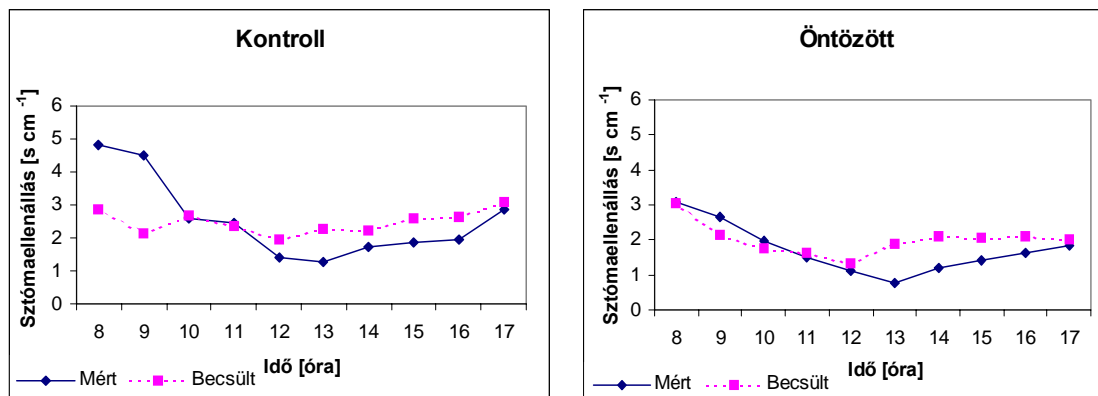 Kontroll
Sztómaellenállás [s cm -1]
6
5
4
3
2
1
0
8 9 10 11 12 13 14 15 16 17
Idő [óra]
Mért Becsült
Öntözött
Sztómaellenállás [s cm -1]
6
5
4
3
2
1
0
8 9 10 11 12 13 14 15 16 17
Idő [óra]
Mért Becsült